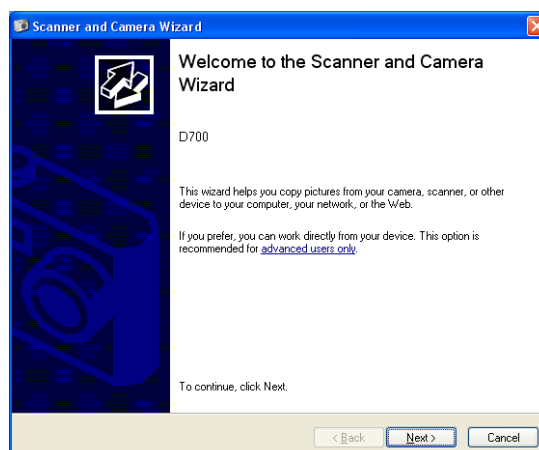 Scanner and Camera Wizard
Welcome to the Scanner and Camera
Wizard
D700
This wizard helps you copy pictures from your camera, scanner, or other
device to your computer, your network, or the Web.
If you prefer, you can work directly from your device. This option is
recommended for advanced users only.
To continue, click Next.
< Back
Next >
Cancel